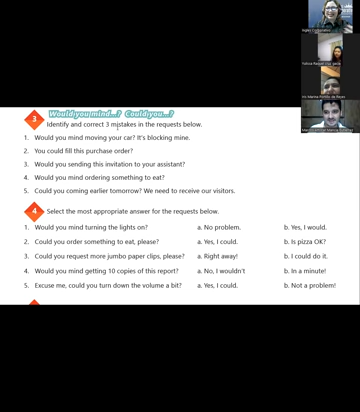 Would you mind...? Could you...?
3
Identify and correct 3 mistakes in the requests below.
1. Would you mind moving your car? It's blocking mine.
2. You could fill this purchase order?
3. Would you sending this invitation to your assistant?
4. Would you mind ordering something to eat?
5. Could you coming earlier tomorrow? We need to receive our visitors.
4 Select the most appropriate answer for the requests below.
1. Would you mind turning the lights on? a. No problem. b. Yes, I would.
2. Could you order something to eat, please? a. Yes, I could. b. Is pizza OK?
3. Could you request more jumbo paper clips, please? a. Right away! b. I could do it.
4. Would you mind getting 10 copies of this report? a. No, I wouldn't b. In a minute!
5. Excuse me, could you turn down the volume a bit? a. Yes, I could. b. Not a problem!